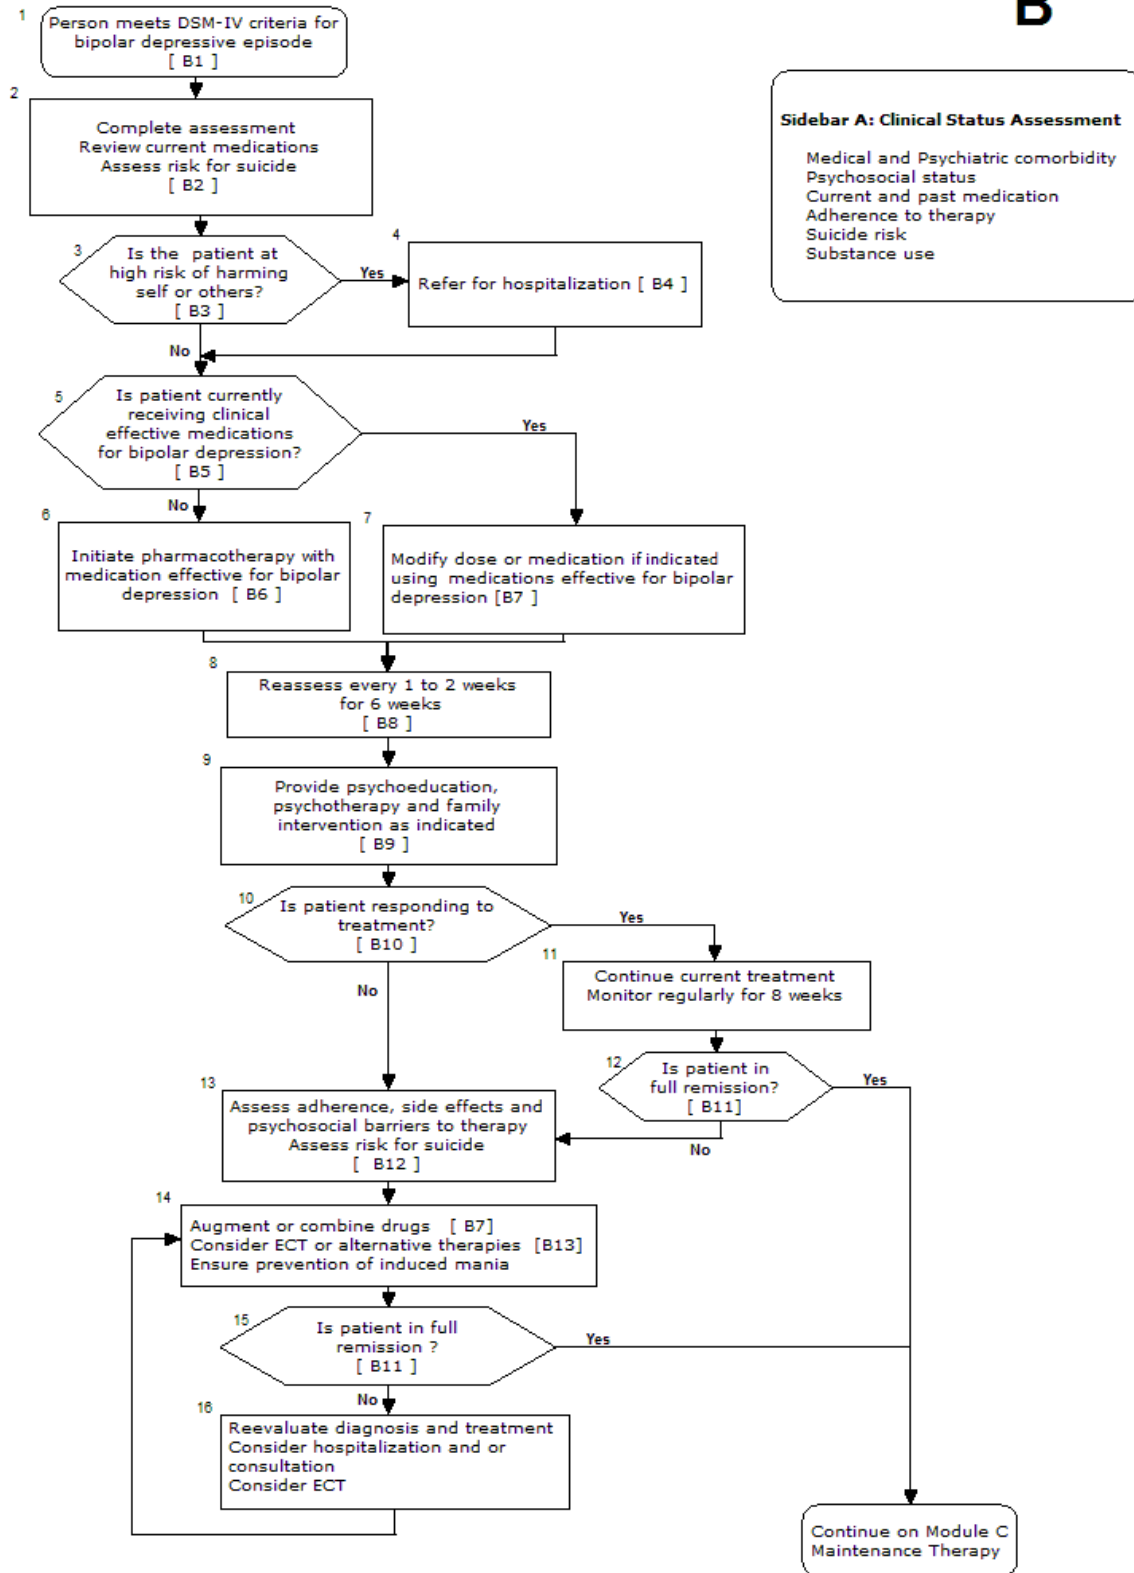 B
1
Person meets DSM-IV criteria for
bipolar depressive episode
[ B1 ]
2
Complete assessment
Review current medications
Assess risk for suicide
[ B2 ]
Sidebar A: Clinical Status Assessment
Medical and Psychiatric comorbidity
Psychosocial status
Current and past medication
Adherence to therapy
Suicide risk
Substance use
3
Is the patient at
high risk of harming
self or others?
[ B3 ]
Yes
4
Refer for hospitalization [ B4 ]
No
5
Is patient currently
receiving clinical
effective medications
for bipolar depression?
[ B5 ]
Yes
No
6
Initiate pharmacotherapy with
medication effective for bipolar
depression [ B6 ]
7
Modify dose or medication if indicated
using medications effective for bipolar
depression [B7 ]
8
Reassess every 1 to 2 weeks
for 6 weeks
[ B8 ]
9
Provide psychoeducation,
psychotherapy and family
intervention as indicated
[ B9 ]
10
Is patient responding to
treatment?
[ B10 ]
Yes
No
11
Continue current treatment
Monitor regularly for 8 weeks
12
Is patient in
full remission?
[ B11]
Yes
No
13
Assess adherence, side effects and
psychosocial barriers to therapy
Assess risk for suicide
[ B12 ]
14
Augment or combine drugs [ B7]
Consider ECT or alternative therapies [B13]
Ensure prevention of induced mania
15
Is patient in full
remission ?
[ B11 ]
Yes
No
16
Reevaluate diagnosis and treatment
Consider hospitalization and or
consultation
Consider ECT
Continue on Module C
Maintenance Therapy